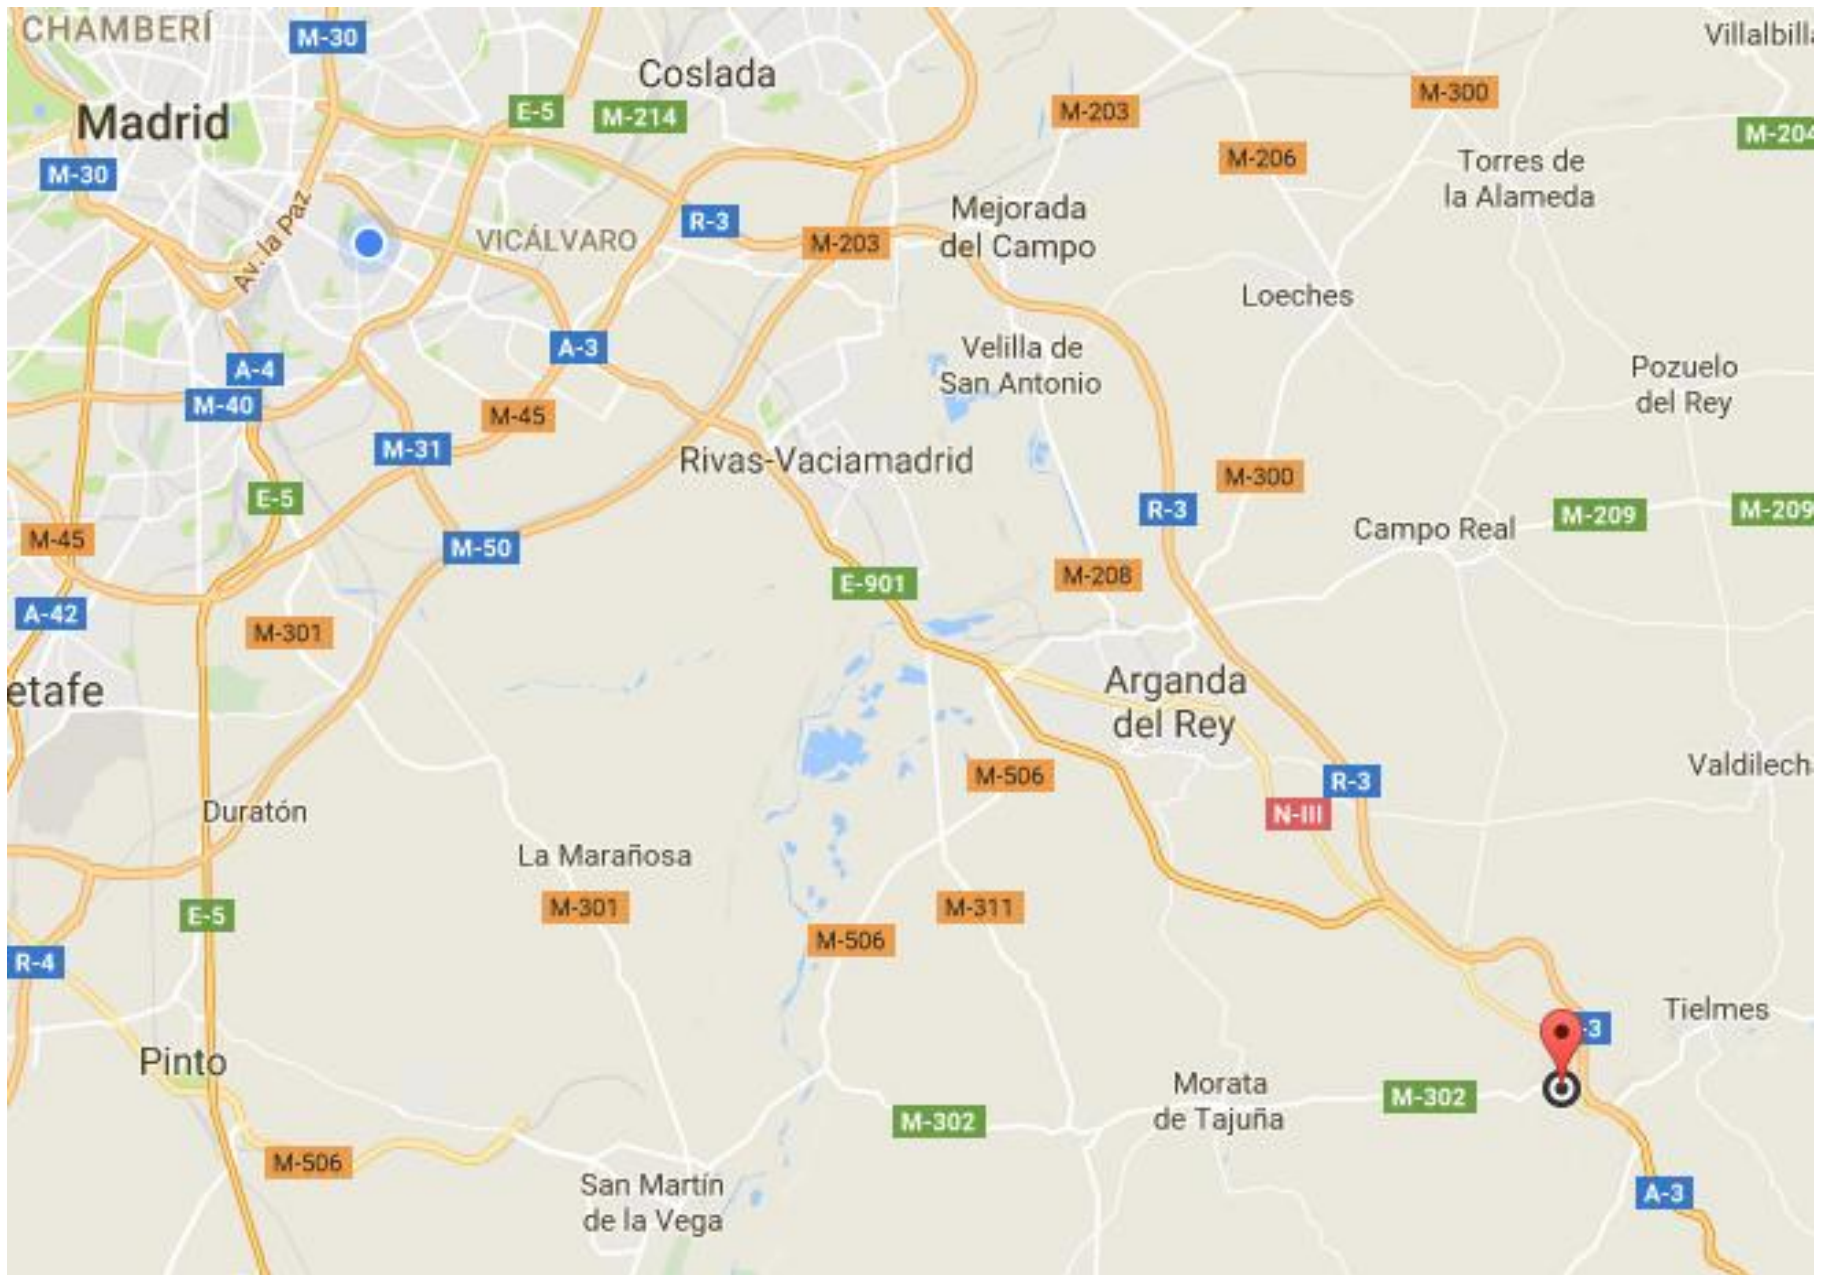 CHAMBERÍ
M-30
Villalbilla
Coslada
Madrid
E-5
M-214
M-203
M-300
M-204
M-30
M-206
Torres de
la Alameda
Av. la Paz
VICÁLVARO
R-3
M-203
Mejorada
del Campo
Loeches
A-3
A-4
Velilla de
San Antonio
Pozuelo
del Rey
M-40
M-45
M-31
Rivas-Vaciamadrid
M-300
E-5
R-3
M-209
M-209
Campo Real
M-45
M-50
E-901
M-208
A-42
M-301
etafe
Arganda
del Rey
M-506
R-3
Valdilech
N-III
Duratón
La Marañosa
M-301
M-311
E-5
M-506
R-4
Tielmes
-3
Pinto
Morata
de Tajuña
M-302
M-302
M-506
San Martín
de la Vega
A-3